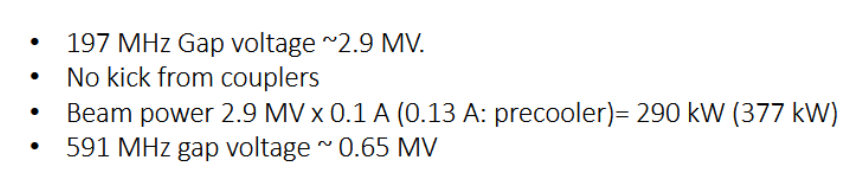 • 197 MHz Gap voltage ~2.9 MV.
• No kick from couplers
• Beam power 2.9 MV x 0.1 A (0.13 A: precooler)= 290 kW (377 kW)
• 591 MHz gap voltage ~ 0.65 MV